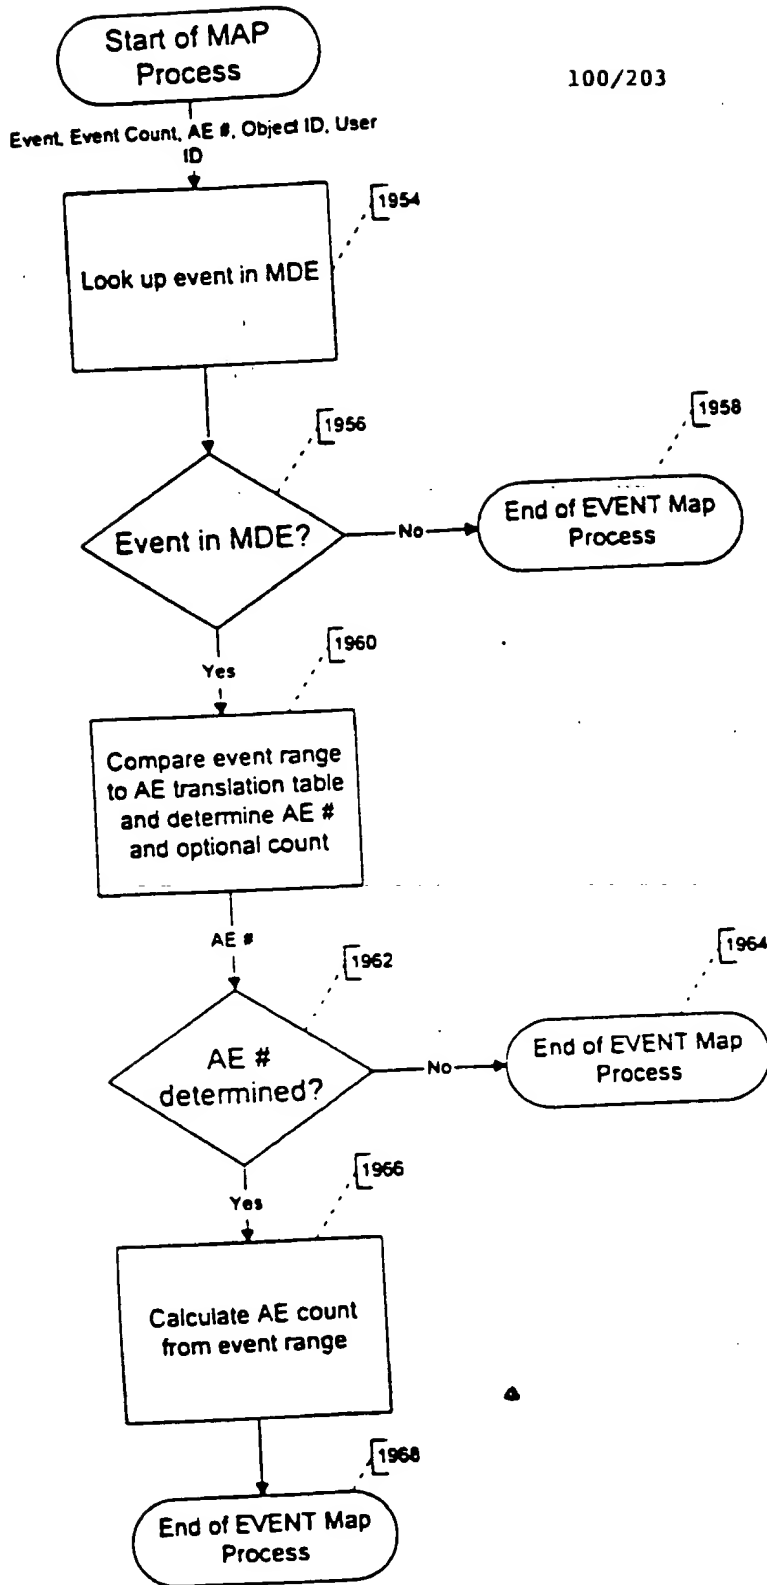 Start of MAP
Process
100/203
Event, Event Count, AE #, Object ID, User
ID
1954
Look up event in MDE
1956
1958
Event in MDE?
No
End of EVENT Map
Process
1960
Yes
Compare event range
to AE translation table
and determine AE #
and optional count
AE #
1962
1964
AE #
determined?
No
End of EVENT Map
Process
1966
Yes
Calculate AE count
from event range
1968
End of EVENT Map
Process